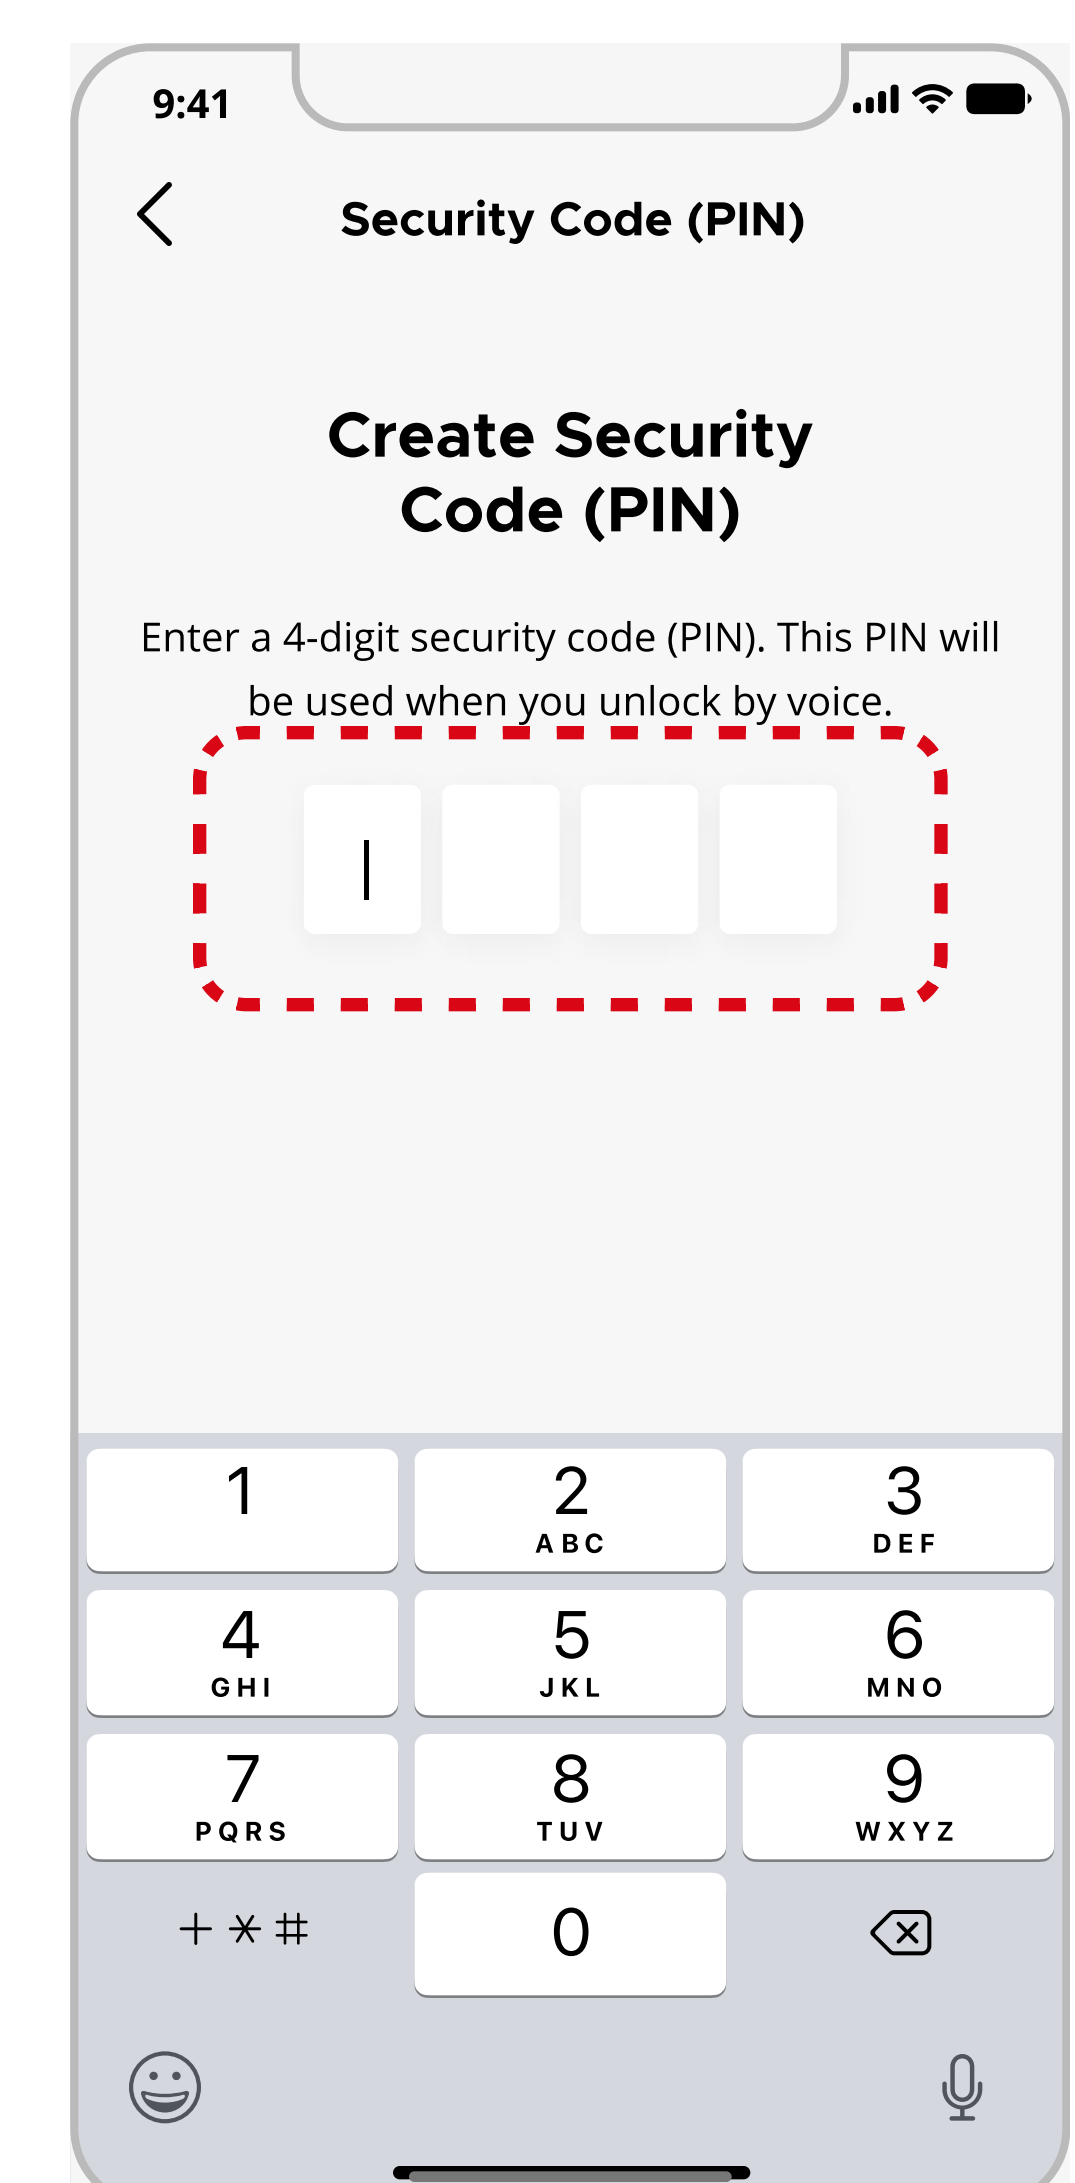 9:41
Security Code (PIN)
Create Security
Code (PIN)
Enter a 4-digit security code (PIN). This PIN will
be used when you unlock by voice.
1 2 3
ABC DEF
4 5 6
GHI JKL MNO
7 8 9
PQRS TUV WXYZ
+ * # 0